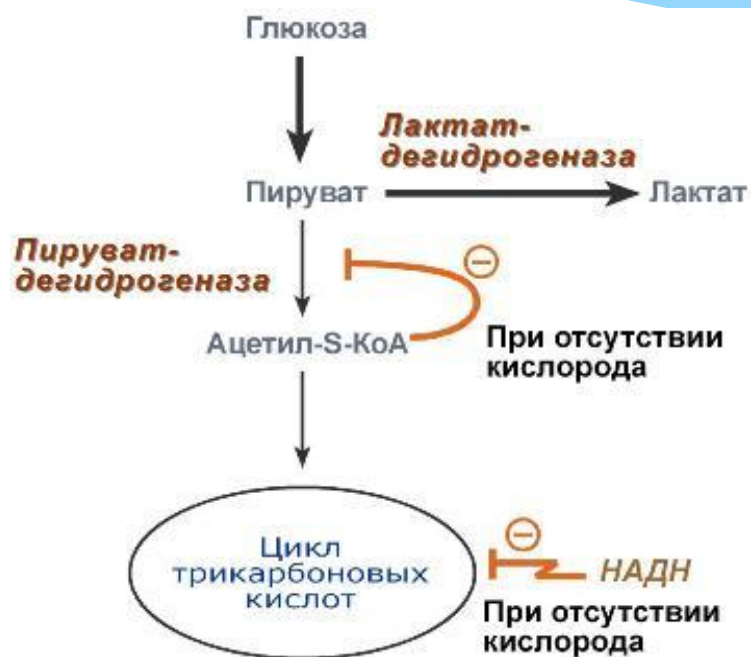 Глюкоза
Лактат-
дегидрогеназа
Пируват
Лактат
Пируват-
дегидрогеназа
Ацетил-S-КоА
При отсутствии
кислорода
Цикл
трикарбоновых
кислот
НАДН
При отсутствии
кислорода